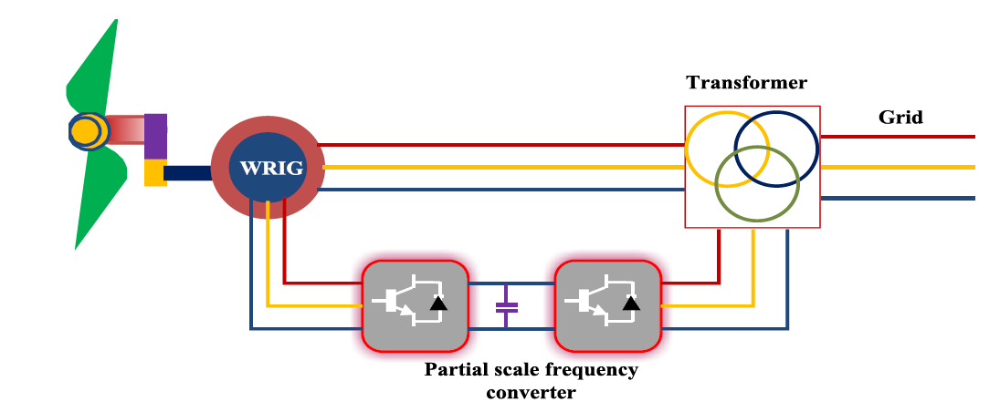 Transformer
Grid
WRIG
Partial scale frequency
converter